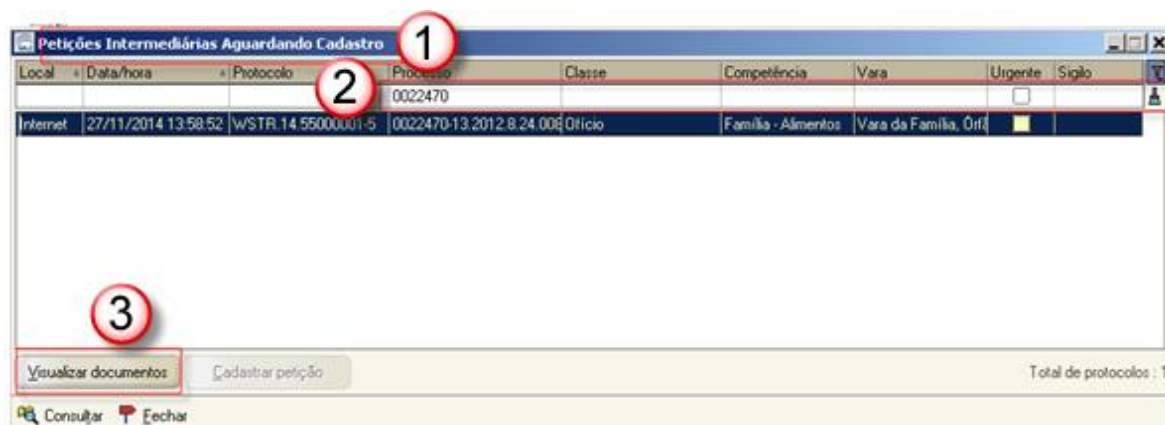 Petições Intermediárias Aguardando Cadastro
1
Local Data/hora Protocolo Processo Classe Competência Vara Urgente Sigilo
2
0022470
Internet 27/11/2014 13:58:52 WSTR.14.55000001-5 0022470-13.2012.8.24.008 Ofício Família - Alimentos Vara da Família, Órfã
3
Visualizar documentos Cadastrar petição Total de protocolos : 1
Consultar Fechar